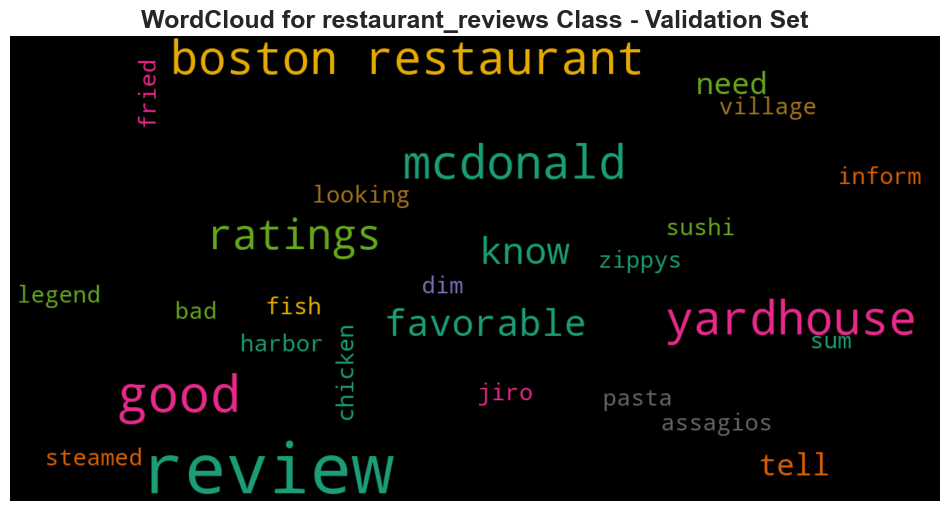 WordCloud for restaurant_reviews Class - Validation Set
boston restaurant
fried
need
village
mcdonald
inform
looking
ratings
sushi
know
zippys
dim
legend
bad
fish
favorable
yardhouse
harbor
sum
chicken
good
jiro
pasta
assagios
steamed
review
tell